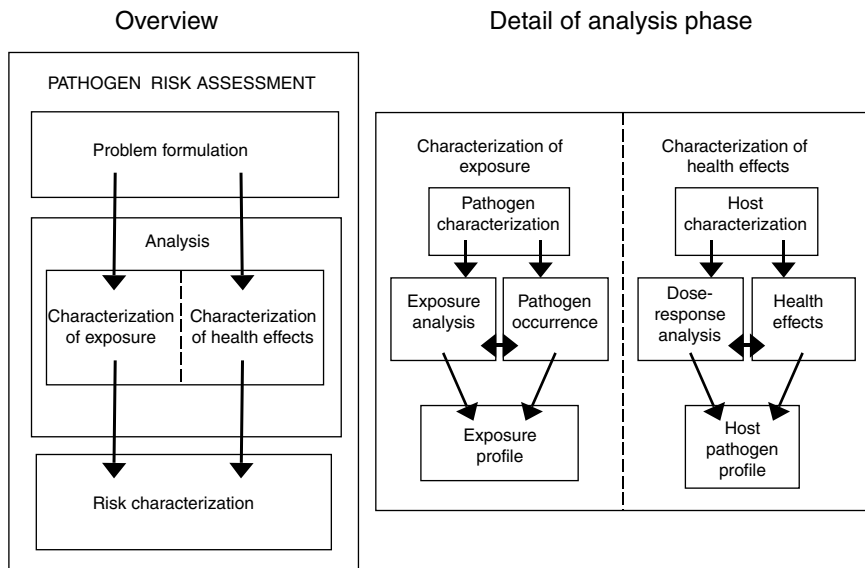 Overview
PATHOGEN RISK ASSESSMENT
Problem formulation
Analysis
Characterization
of exposure
Characterization
of health effects
Risk characterization
Detail of analysis phase
Characterization of
exposure
Pathogen
characterization
Exposure
analysis
Pathogen
occurrence
Exposure
profile
Characterization of
health effects
Host
characterization
Dose-
response
analysis
Health
effects
Host
pathogen
profile